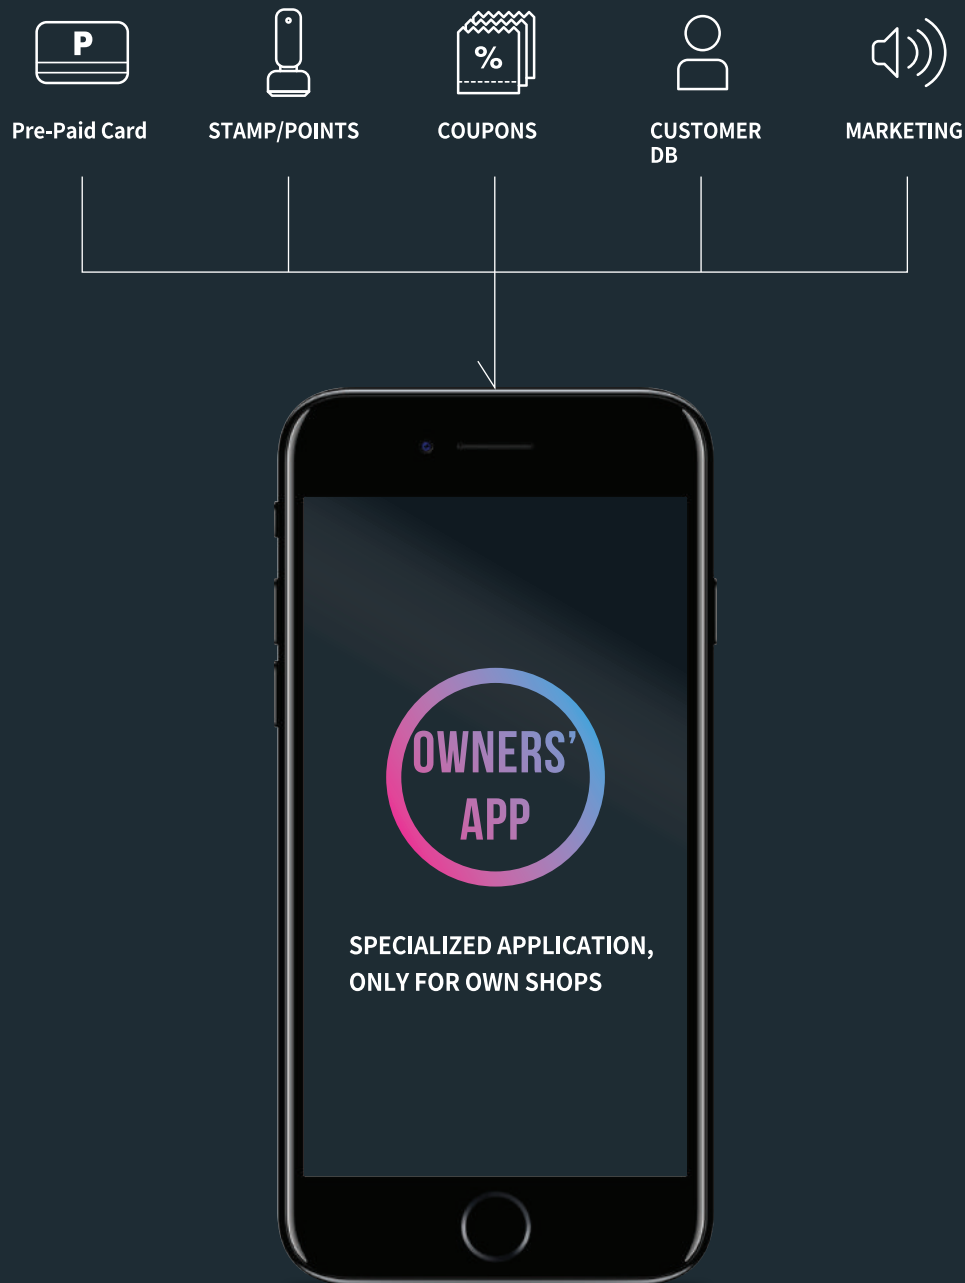 P
%
Pre-Paid Card
STAMP/POINTS
COUPONS
CUSTOMER
DB
MARKETING
OWNERS’
APP
SPECIALIZED APPLICATION,
ONLY FOR OWN SHOPS